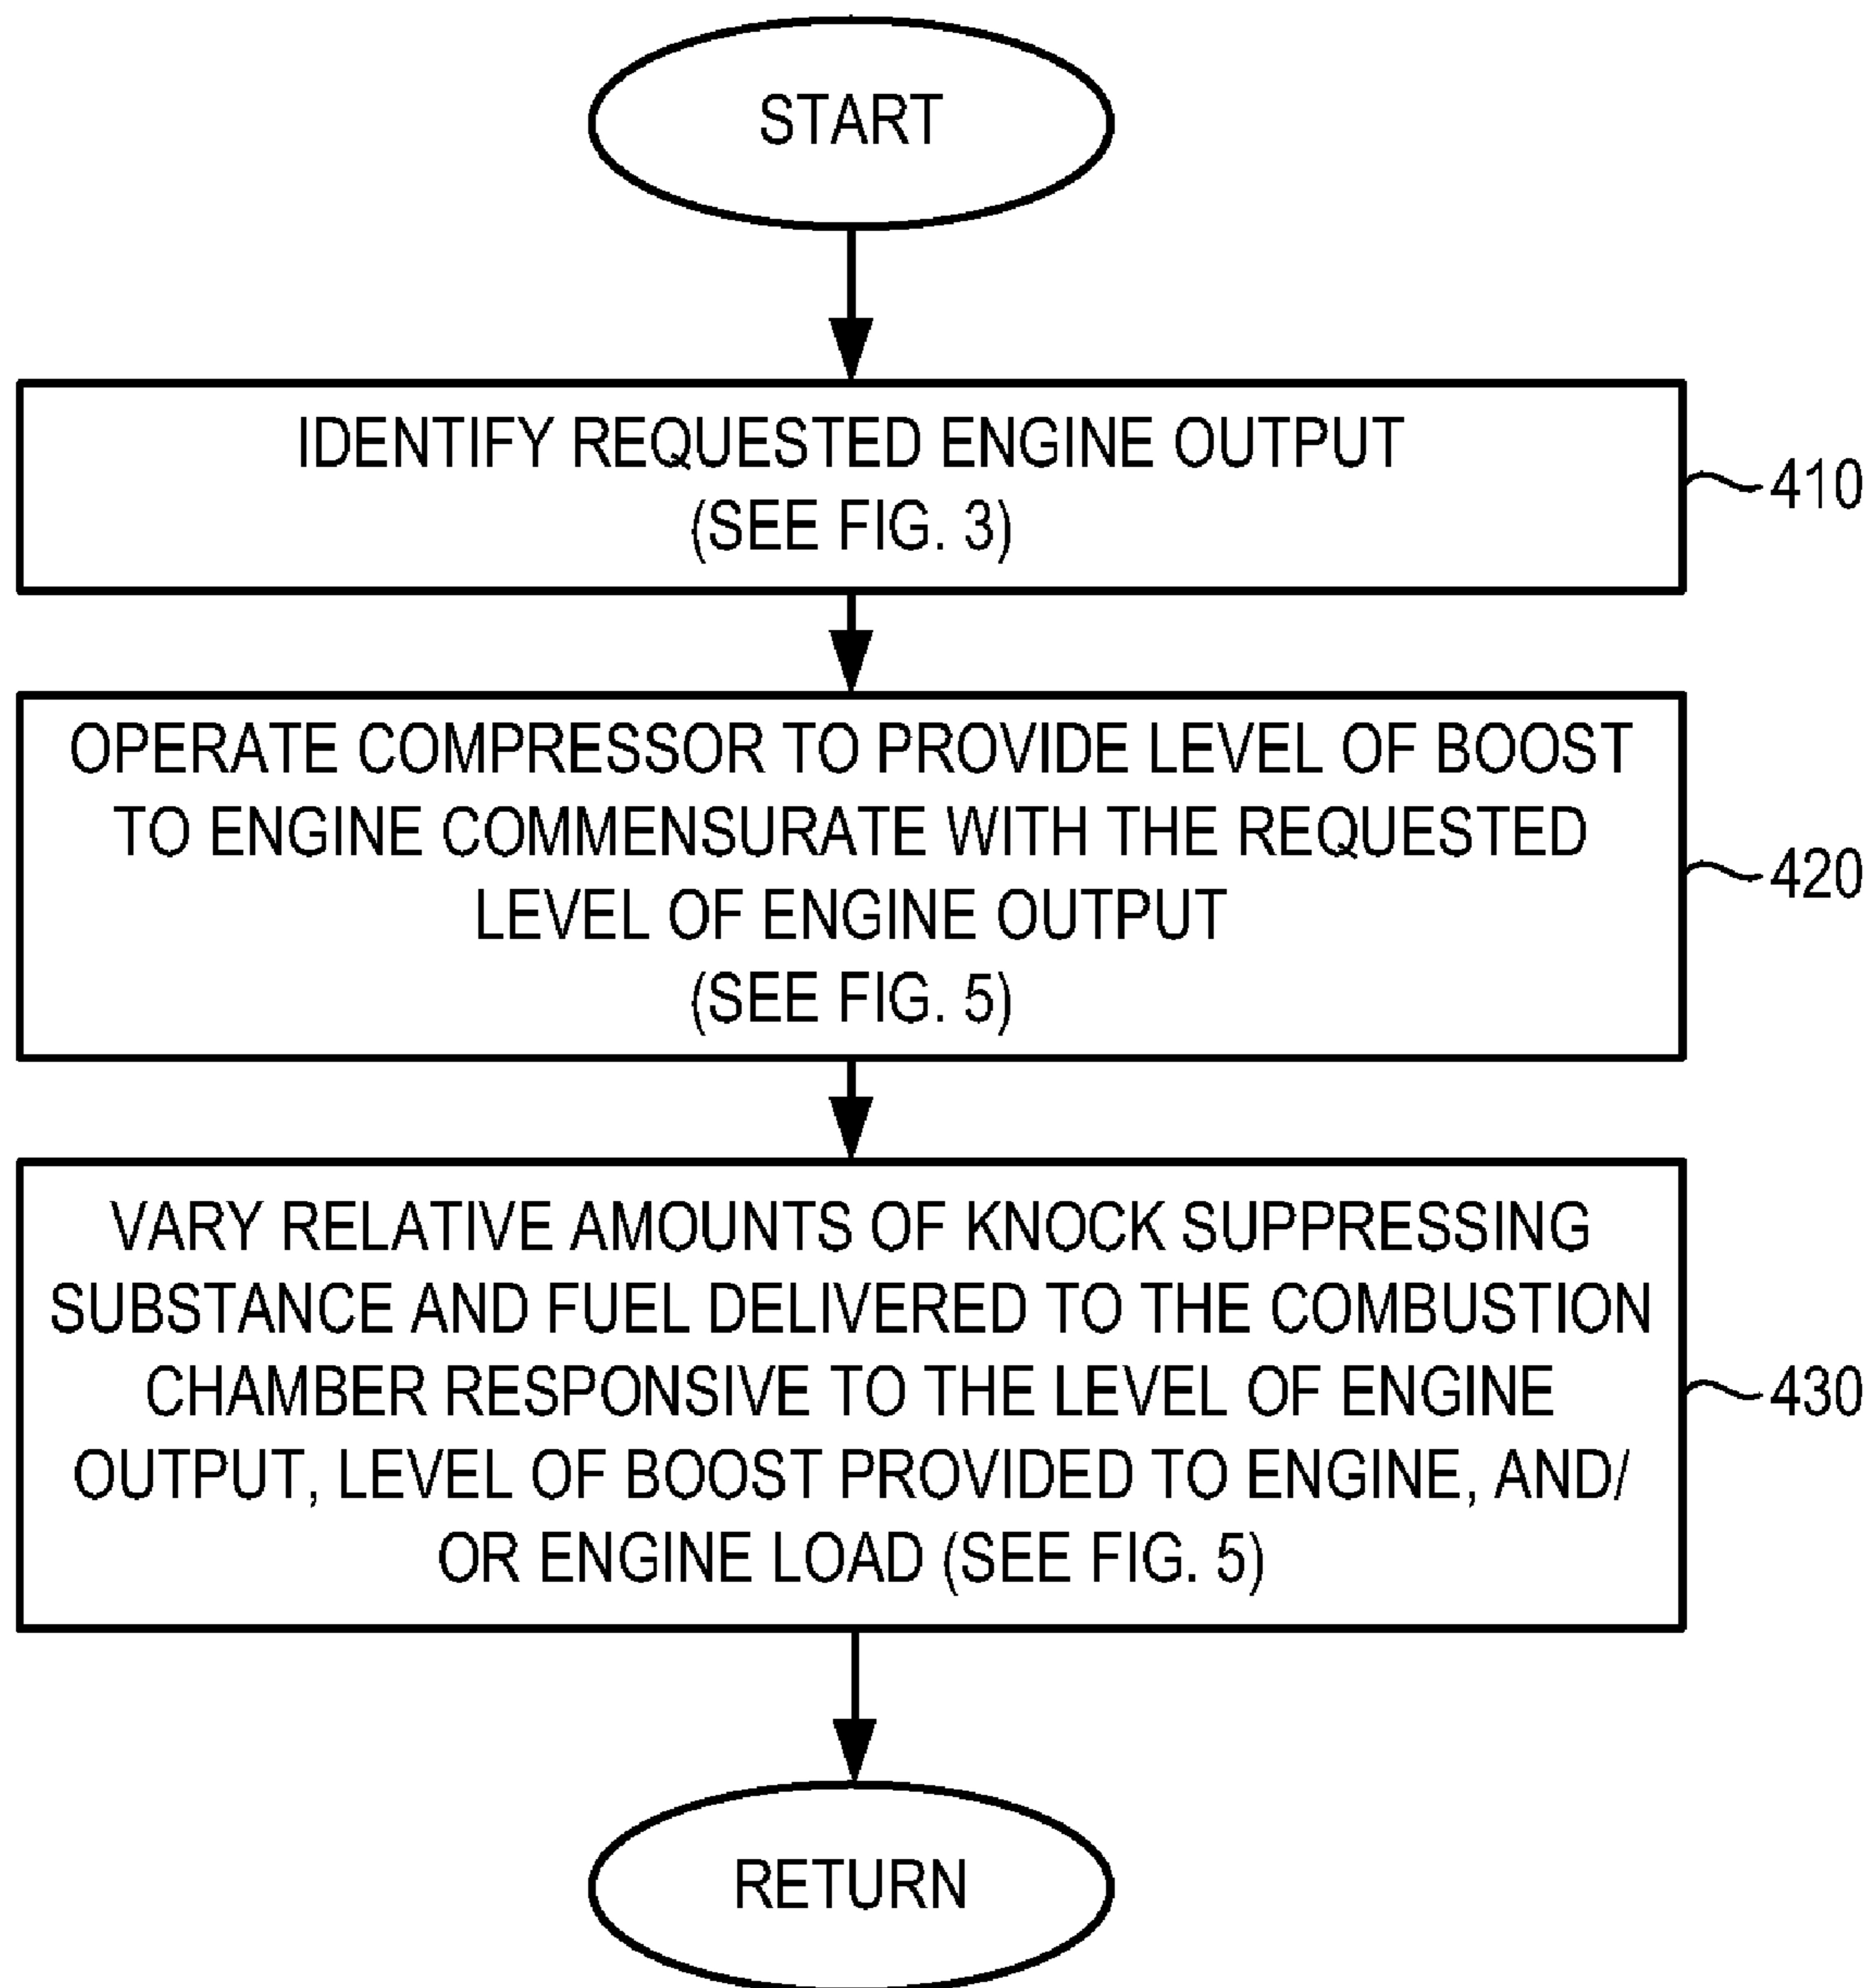 START
IDENTIFY REQUESTED ENGINE OUTPUT
(SEE FIG. 3)
410
OPERATE COMPRESSOR TO PROVIDE LEVEL OF BOOST
TO ENGINE COMMENSURATE WITH THE REQUESTED
LEVEL OF ENGINE OUTPUT
(SEE FIG. 5)
420
VARY RELATIVE AMOUNTS OF KNOCK SUPPRESSING
SUBSTANCE AND FUEL DELIVERED TO THE COMBUSTION
CHAMBER RESPONSIVE TO THE LEVEL OF ENGINE
OUTPUT, LEVEL OF BOOST PROVIDED TO ENGINE, AND/
OR ENGINE LOAD (SEE FIG. 5)
430
RETURN